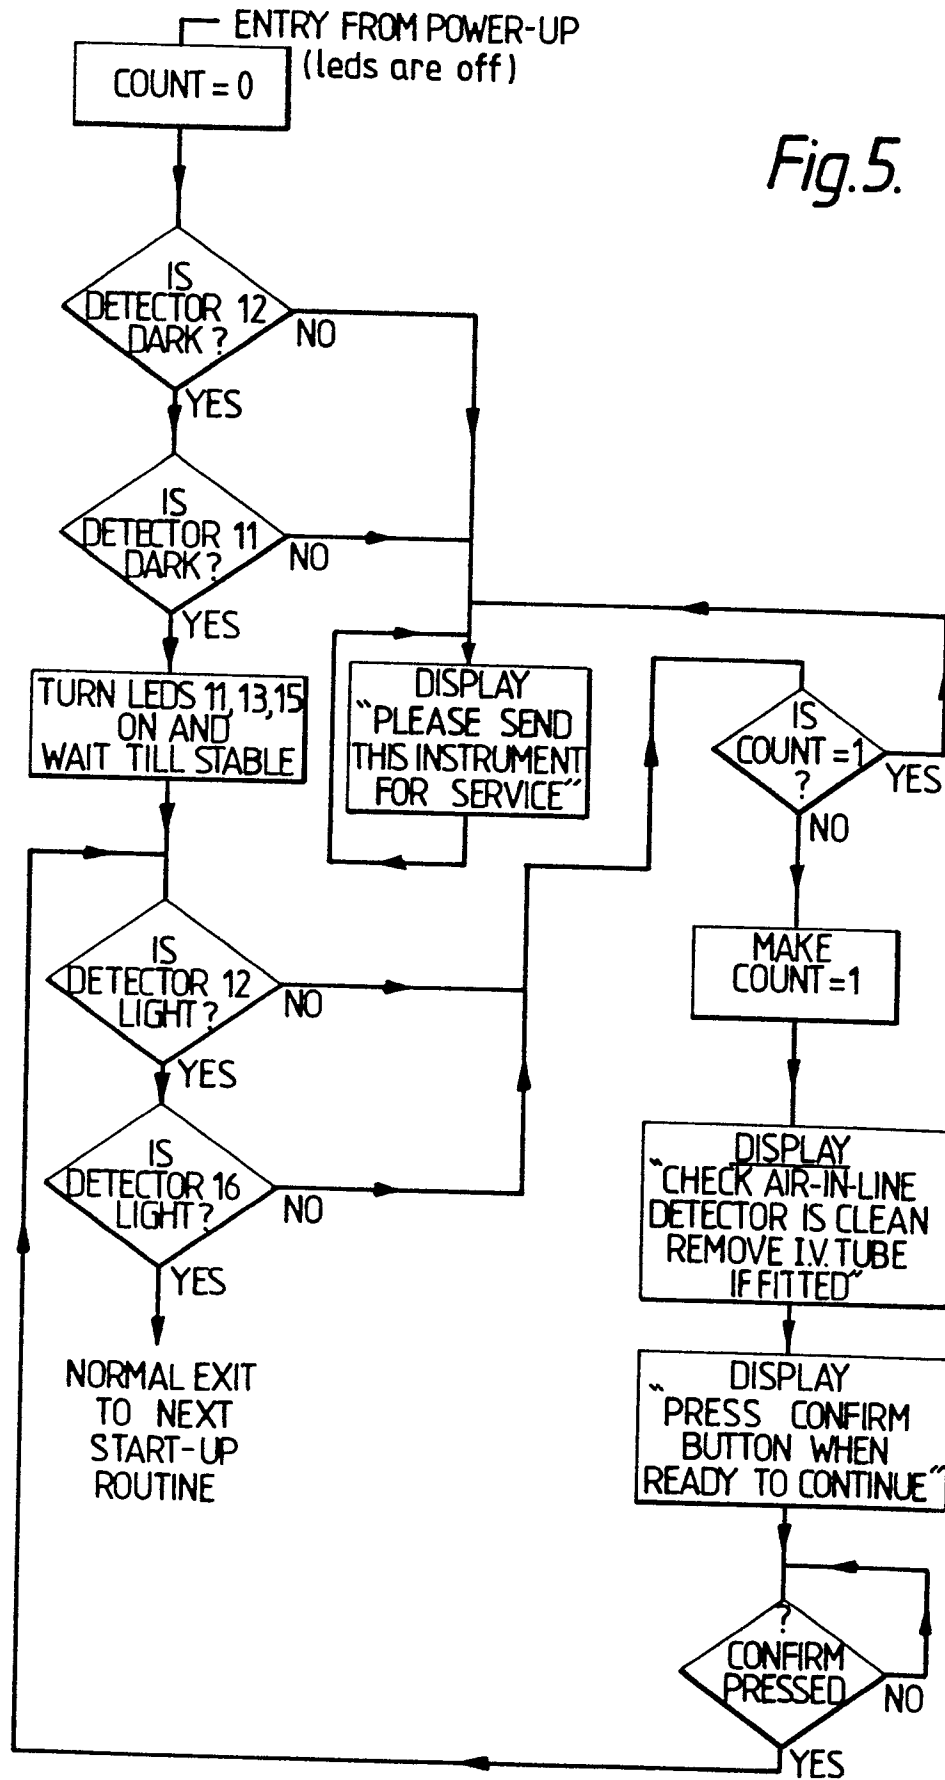 ENTRY FROM POWER-UP
(leds are off)
COUNT = 0
Fig.5.
IS
DETECTOR 12
DARK ?
NO
YES
IS
DETECTOR 11
DARK ?
NO
YES
TURN LEDS 11, 13, 15
ON AND
WAIT TILL STABLE
DISPLAY
"PLEASE SEND
THIS INSTRUMENT
FOR SERVICE"
IS
COUNT = 1
?
YES
NO
IS
DETECTOR 12
LIGHT ?
NO
YES
MAKE
COUNT = 1
IS
DETECTOR 16
LIGHT ?
NO
YES
DISPLAY
"CHECK AIR-IN-LINE
DETECTOR IS CLEAN
REMOVE I.V. TUBE
IF FITTED"
NORMAL EXIT
TO NEXT
START-UP
ROUTINE
DISPLAY
"PRESS CONFIRM
BUTTON WHEN
READY TO CONTINUE"
?
CONFIRM
PRESSED
NO
YES